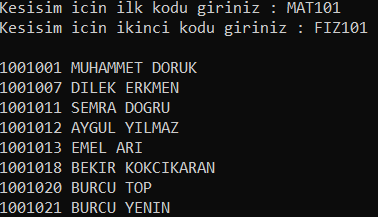 Kesisim icin ilk kodu giriniz : MAT101
Kesisim icin ikinci kodu giriniz : FIZ101
1001001 MUHAMMET DORUK
1001007 DILEK ERKMEN
1001011 SEMRA DOGRU
1001012 AYGUL YILMAZ
1001013 EMEL ARI
1001018 BEKIR KOKCIKARAN
1001020 BURCU TOP
1001021 BURCU YENIN